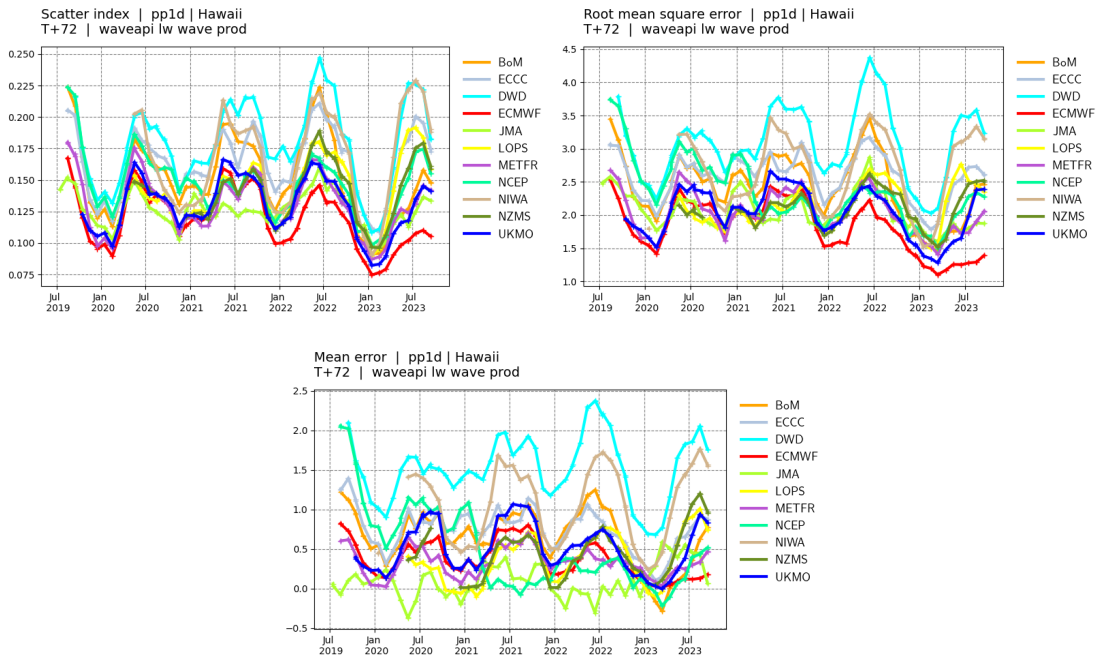 Scatter index | pp1d | Hawaii
T+72 | waveapi lw wave prod
0.250
0.225
0.200
0.175
0.150
0.125
0.100
0.075
Jul Jan Jul Jan Jul Jan Jul Jan Jul
2019 2020 2020 2021 2021 2022 2022 2023 2023
BoM
ECCC
DWD
ECMWF
JMA
LOPS
METFR
NCEP
NIWA
NZMS
UKMO
Root mean square error | pp1d | Hawaii
T+72 | waveapi lw wave prod
4.5
4.0
3.5
3.0
2.5
2.0
1.5
1.0
Jul Jan Jul Jan Jul Jan Jul Jan Jul
2019 2020 2020 2021 2021 2022 2022 2023 2023
BoM
ECCC
DWD
ECMWF
JMA
LOPS
METFR
NCEP
NIWA
NZMS
UKMO
Mean error | pp1d | Hawaii
T+72 | waveapi lw wave prod
2.5
2.0
1.5
1.0
0.5
0.0
−0.5
Jul Jan Jul Jan Jul Jan Jul Jan Jul
2019 2020 2020 2021 2021 2022 2022 2023 2023
BoM
ECCC
DWD
ECMWF
JMA
LOPS
METFR
NCEP
NIWA
NZMS
UKMO